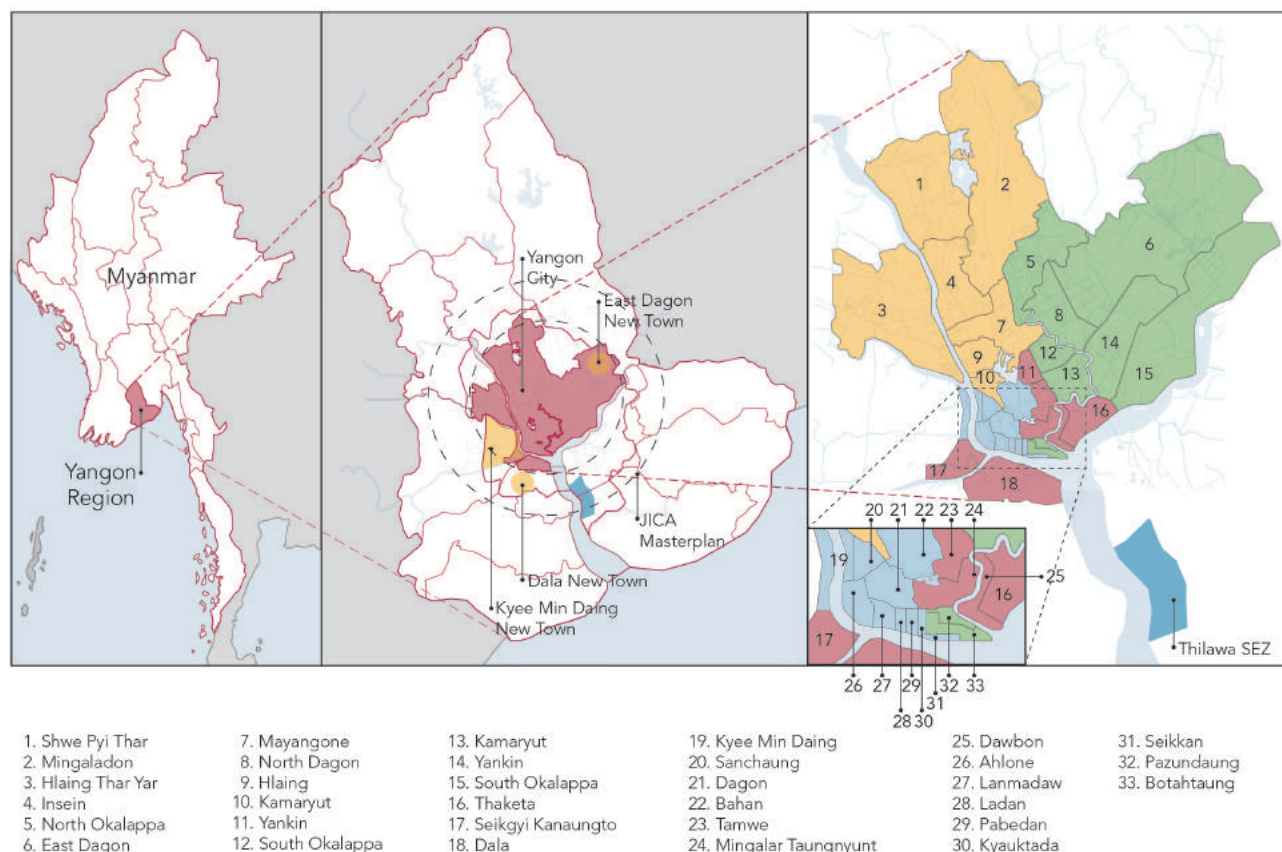 Myanmar
Yangon
Region
Yangon
City
East Dagon
New Town
JICA
Masterplan
Dala New Town
Kyee Min Daing
New Town
1
2
3
4
5
6
7
8
9
10
11
12
13
14
15
16
17
18
Thilawa SEZ
20
21
22
23
24
19
25
16
17
26
27
28
29
30
31
32
33
1. Shwe Pyi Thar
2. Mingaladon
3. Hlaing Thar Yar
4. Insein
5. North Okalappa
6. East Dagon
7. Mayangone
8. North Dagon
9. Hlaing
10. Kamaryut
11. Yankin
12. South Okalappa
13. Kamaryut
14. Yankin
15. South Okalappa
16. Thaketa
17. Seikgyi Kanaungto
18. Dala
19. Kyee Min Daing
20. Sanchaung
21. Dagon
22. Bahan
23. Tamwe
24. Mingalar Taungnyunt
25. Dawbon
26. Ahlone
27. Lanmadaw
28. Ladan
29. Pabedan
30. Kyauktada
31. Seikkan
32. Pazundaung
33. Botahtaung